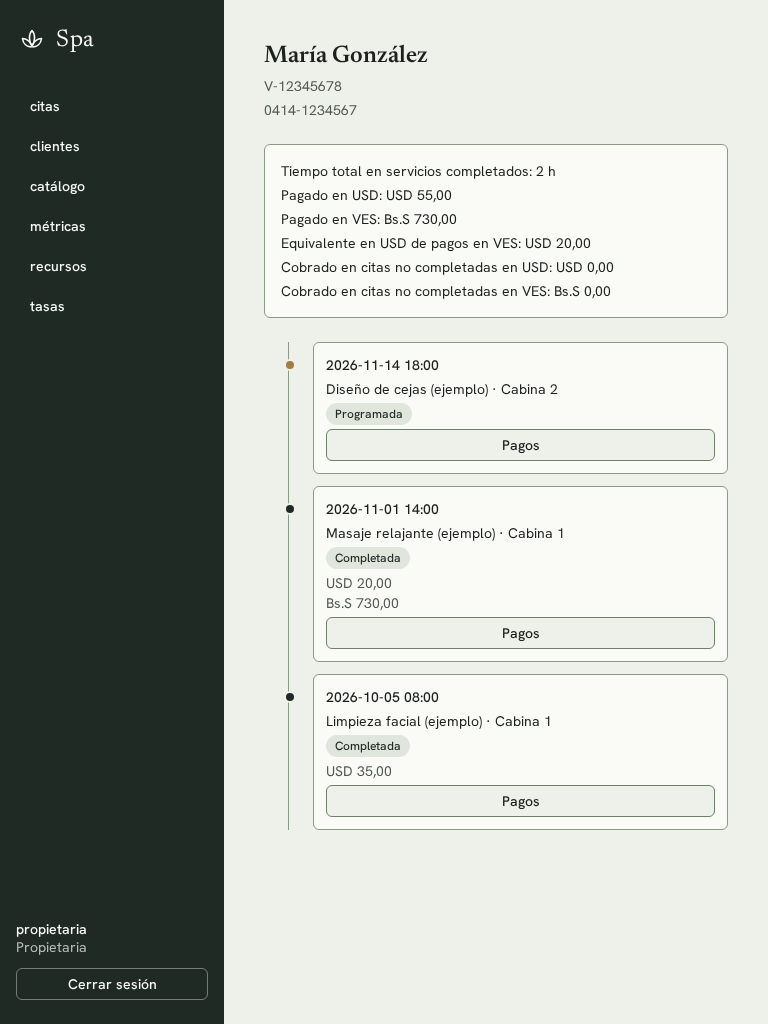 Spa
citas
clientes
catálogo
métricas
recursos
tasas
propietaria
Propietaria
Cerrar sesión
María González
V-12345678
0414-1234567
Tiempo total en servicios completados: 2 h
Pagado en USD: USD 55,00
Pagado en VES: Bs.S 730,00
Equivalente en USD de pagos en VES: USD 20,00
Cobrado en citas no completadas en USD: USD 0,00
Cobrado en citas no completadas en VES: Bs.S 0,00
2026-11-14 18:00
Diseño de cejas (ejemplo) · Cabina 2
Programada
Pagos
2026-11-01 14:00
Masaje relajante (ejemplo) · Cabina 1
Completada
USD 20,00
Bs.S 730,00
Pagos
2026-10-05 08:00
Limpieza facial (ejemplo) · Cabina 1
Completada
USD 35,00
Pagos